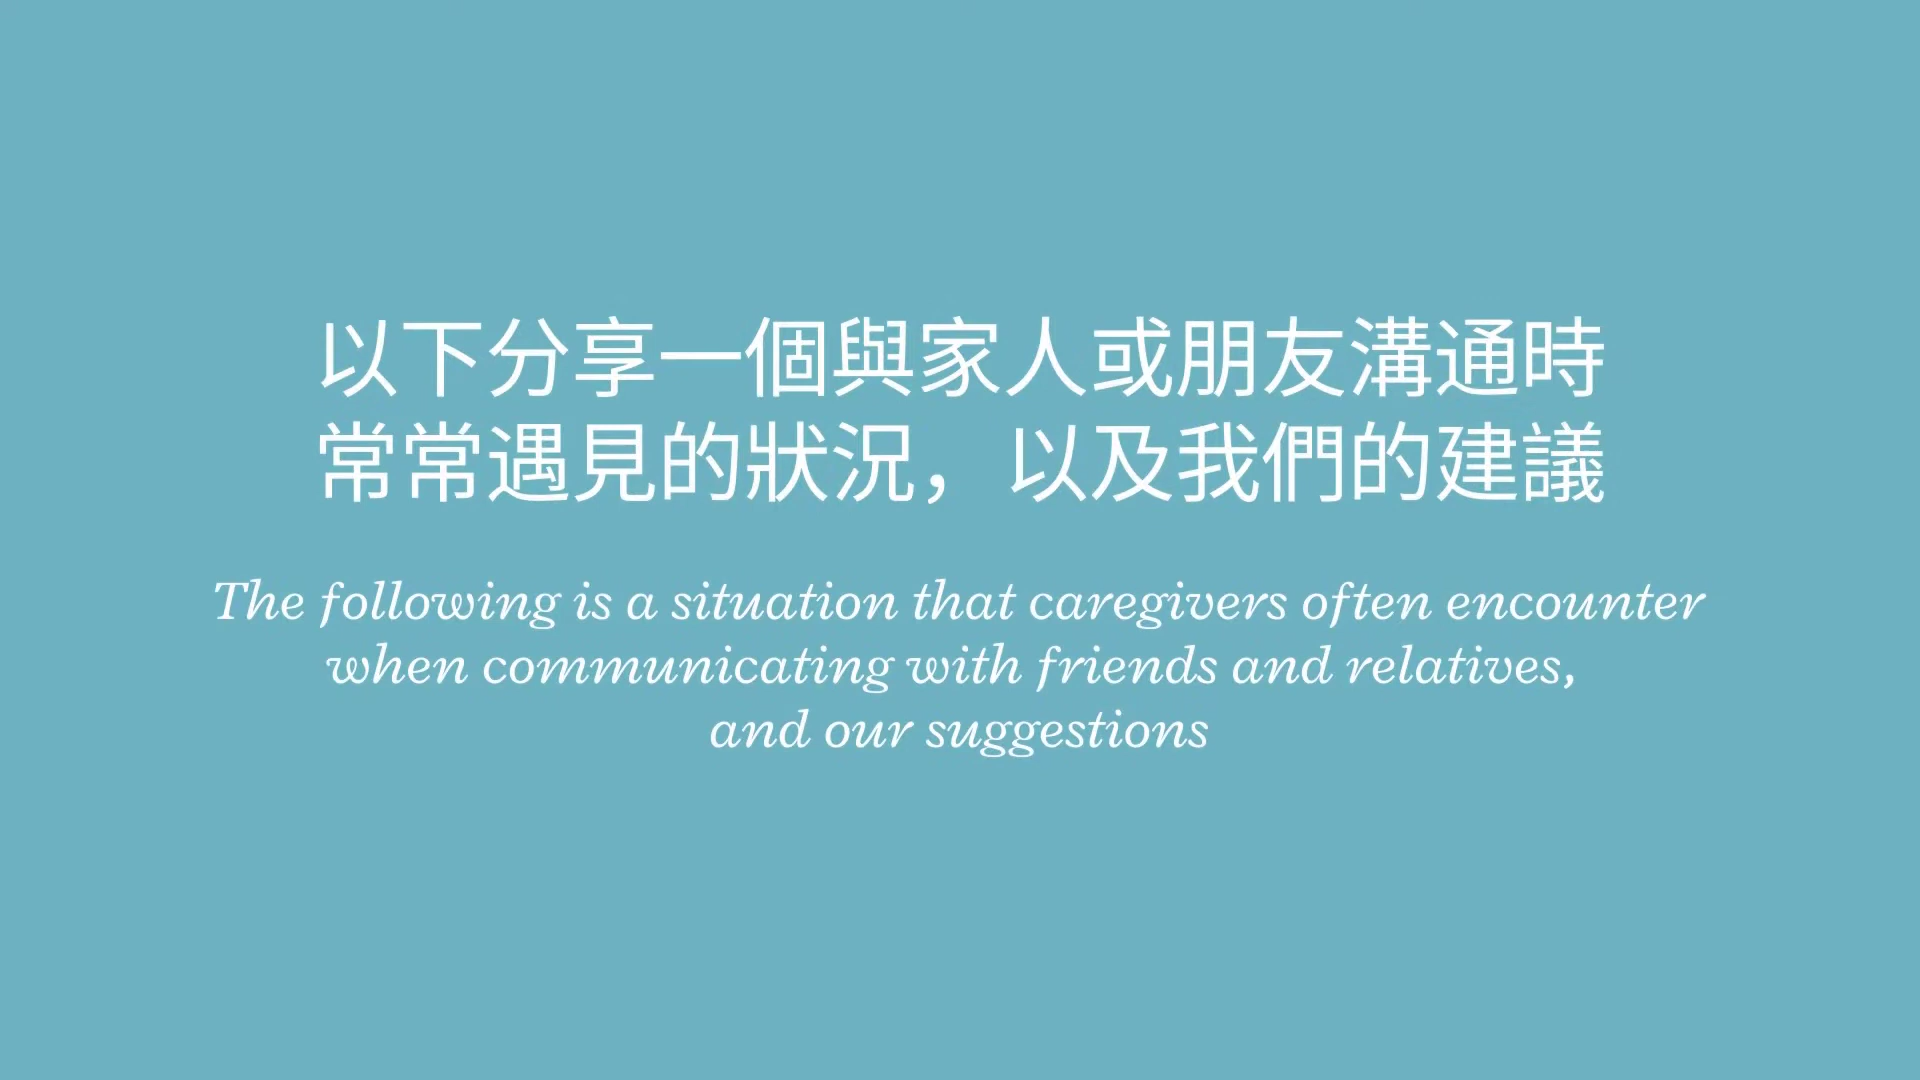 以下分享一個與家人或朋友溝通時
常常遇見的狀況，以及我們的建議
The following is a situation that caregivers often encounter
when communicating with friends and relatives,
and our suggestions